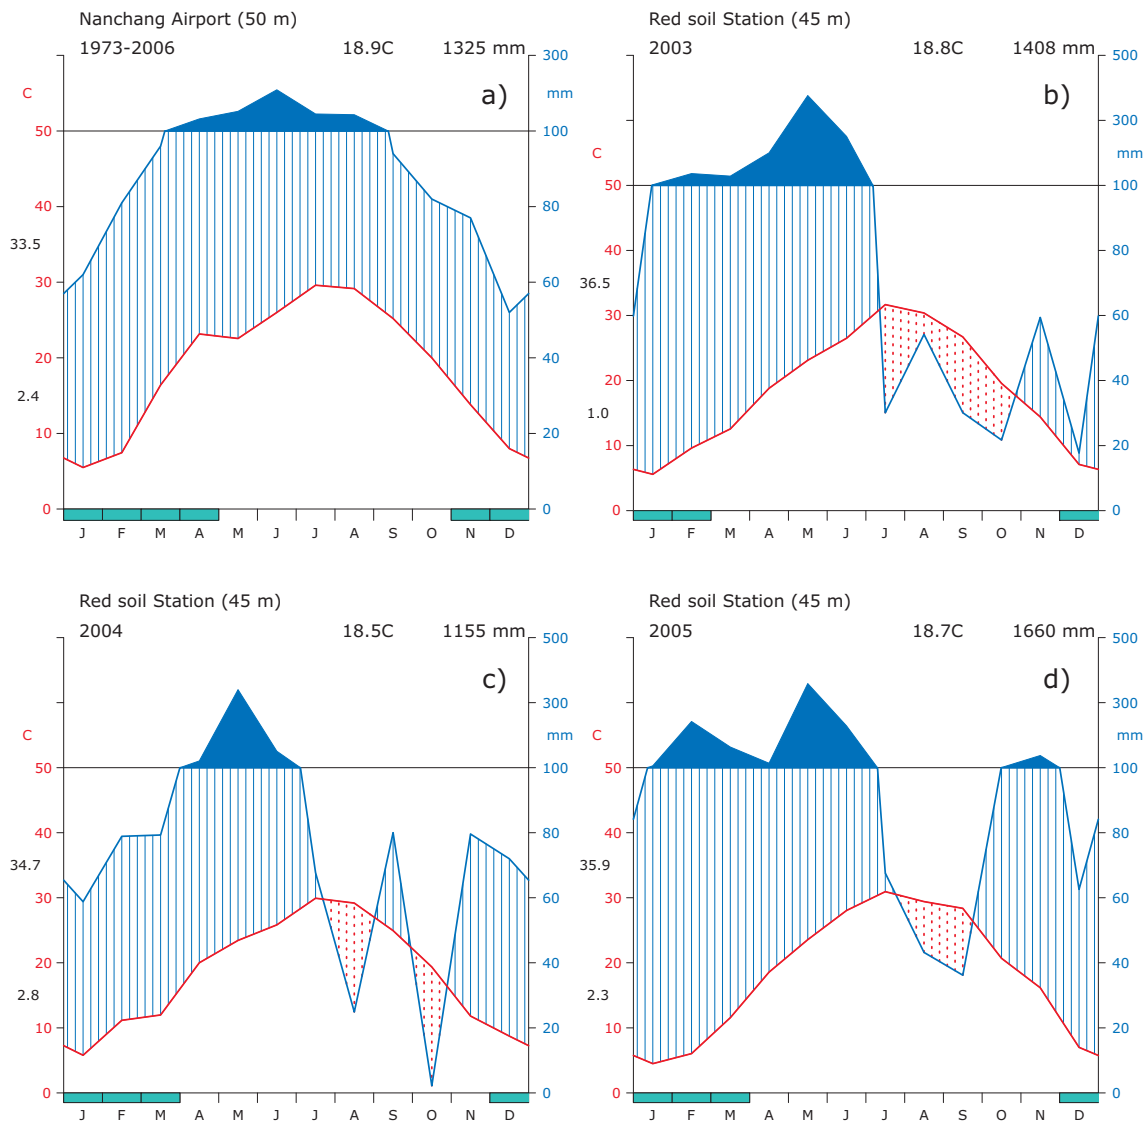 Nanchang Airport (50 m)
1973-2006 18.9C 1325 mm 300
C a) mm
50 100
40 80
33.5
30 60
20 40
2.4
10 20
0 0
J F M A M J J A S O N D
Red soil Station (45 m)
2003 18.8C 1408 mm 500
b) 300
C mm
50 100
40 80
36.5
30 60
20 40
1.0
10 20
0 0
J F M A M J J A S O N D
Red soil Station (45 m)
2004 18.5C 1155 mm 500
c) 300
C mm
50 100
40 80
34.7
30 60
20 40
2.8
10 20
0 0
J F M A M J J A S O N D
Red soil Station (45 m)
2005 18.7C 1660 mm 500
d) 300
C mm
50 100
40 80
35.9
30 60
20 40
2.3
10 20
0 0
J F M A M J J A S O N D